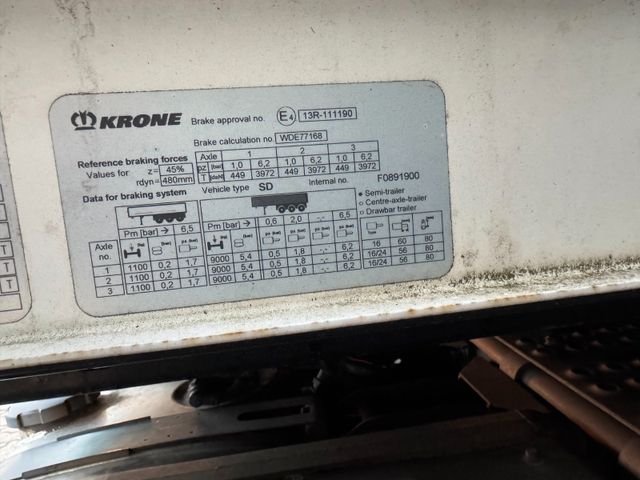 KRONE Brake approval no. E4 13R-111190
Brake calculation no. WDE77168
Reference braking forces Axle 1 2 3
Values for z= 45% pz [bar] 1,0 6,2 1,0 6,2 1,0 6,2
rdyn= 480mm T [daN] 449 3972 449 3972 449 3972
Data for braking system Vehicle type SD Internal no. F0891900
Semi-trailer
Centre-axle-trailer
Drawbar trailer
Pm [bar] → 6,5 Pm [bar] → 0,6 2,0 -.- 6,5
Axle no.
1 1100 0,2 1,7 9000 5,4 0,5 1,8 -.- 6,2 16 60 80
2 1100 0,2 1,7 9000 5,4 0,5 1,8 -.- 6,2 16/24 56 80
3 1100 0,2 1,7 9000 5,4 0,5 1,8 -.- 6,2 16/24 56 80
T
T T
T